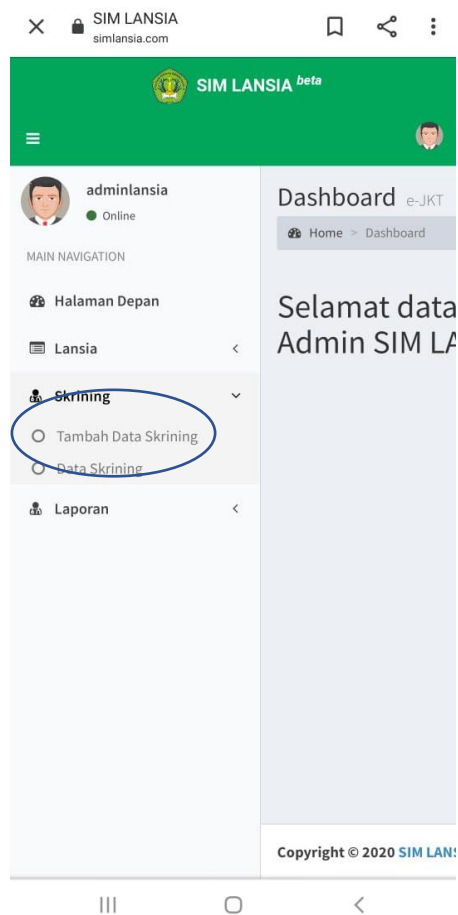 SIM LANSIA
simlansia.com
SIM LANSIA beta
adminlansia
Online
MAIN NAVIGATION
Halaman Depan
Lansia
Skrining
Tambah Data Skrining
Data Skrining
Laporan
Dashboard e-JKT
Home > Dashboard
Selamat data
Admin SIM LA
Copyright © 2020 SIM LANS